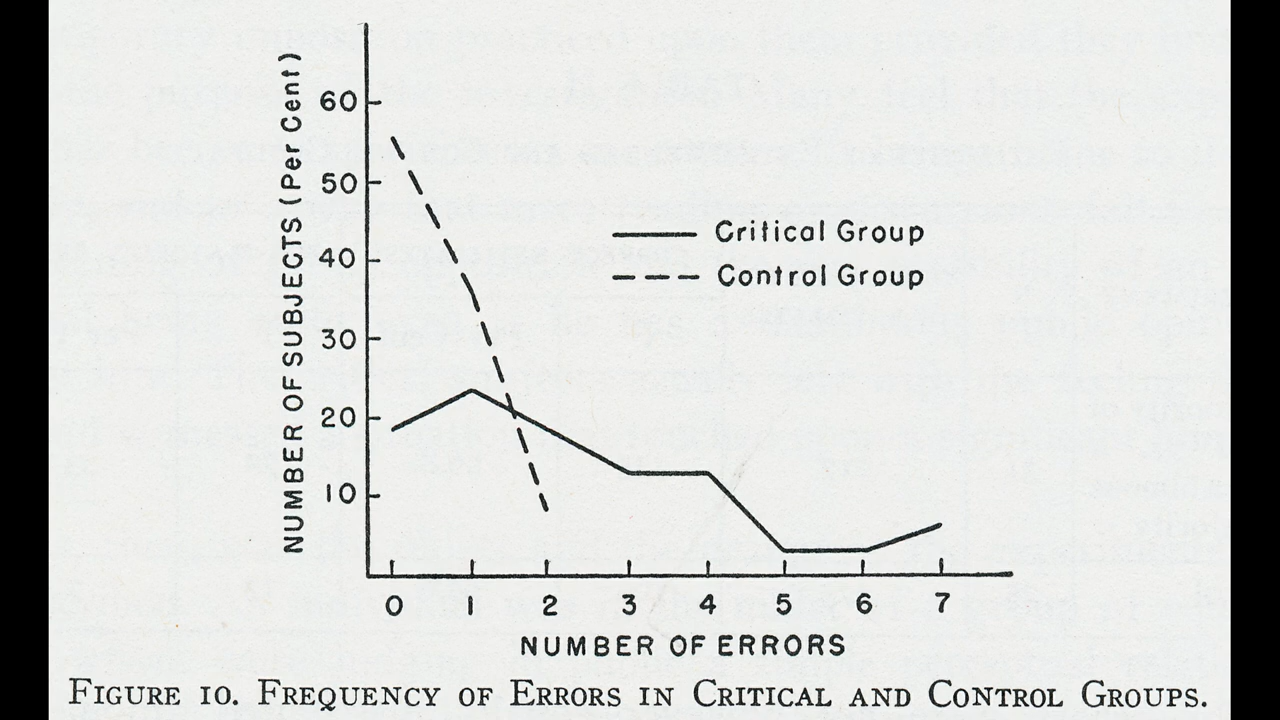 NUMBER OF SUBJECTS (Per Cent)
60
50
40
30
20
10
Critical Group
Control Group
0 1 2 3 4 5 6 7
NUMBER OF ERRORS
FIGURE 10. FREQUENCY OF ERRORS IN CRITICAL AND CONTROL GROUPS.